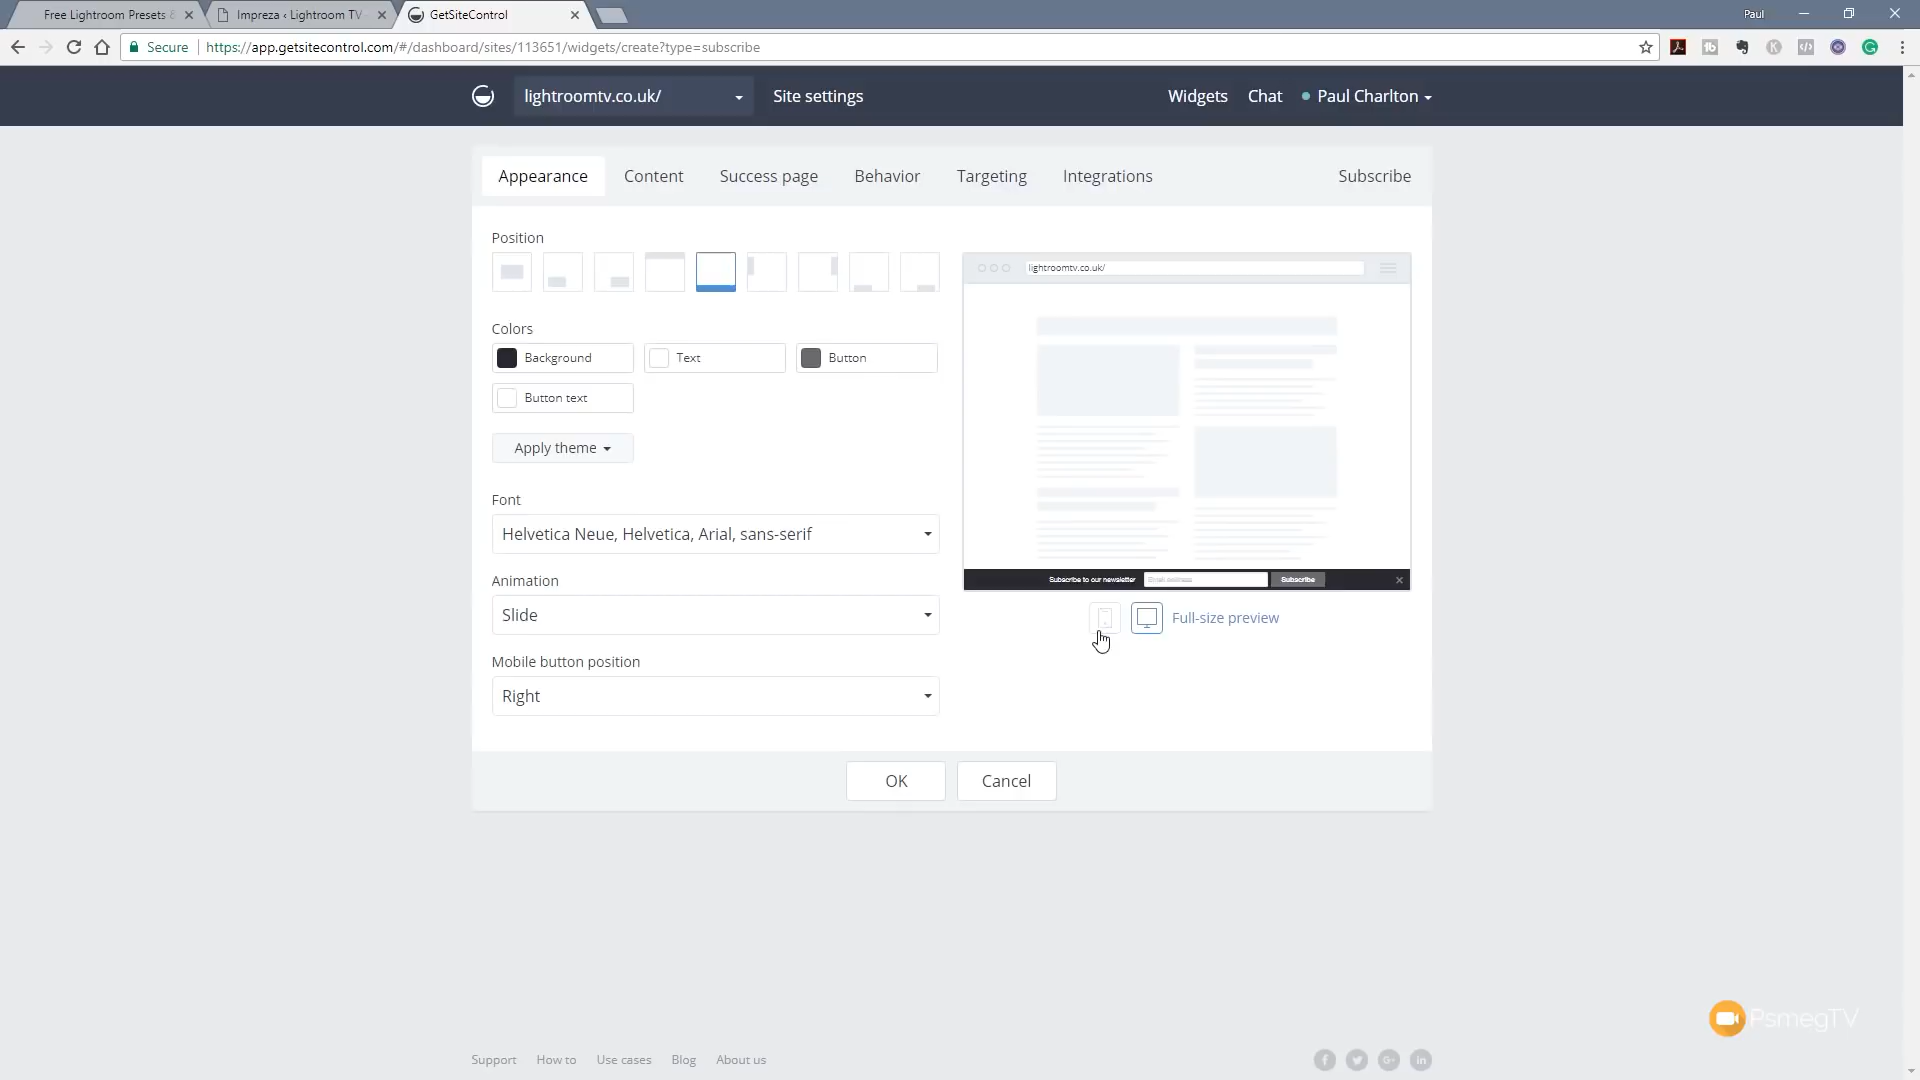 Free Lightroom Presets &
Impreza ‹ Lightroom TV
GetSiteControl
Paul
Secure
https://app.getsitecontrol.com/#/dashboard/sites/113651/widgets/create?type=subscribe
lightroomtv.co.uk/
Site settings
Widgets
Chat
Paul Charlton
Appearance
Content
Success page
Behavior
Targeting
Integrations
Subscribe
Position
lightroomtv.co.uk/
Colors
Background
Text
Button
Button text
Apply theme
Font
Helvetica Neue, Helvetica, Arial, sans-serif
Animation
Slide
Subscribe to our newsletter
Email address
Subscribe
Full-size preview
Mobile button position
Right
OK
Cancel
PsmegTV
Support
How to
Use cases
Blog
About us